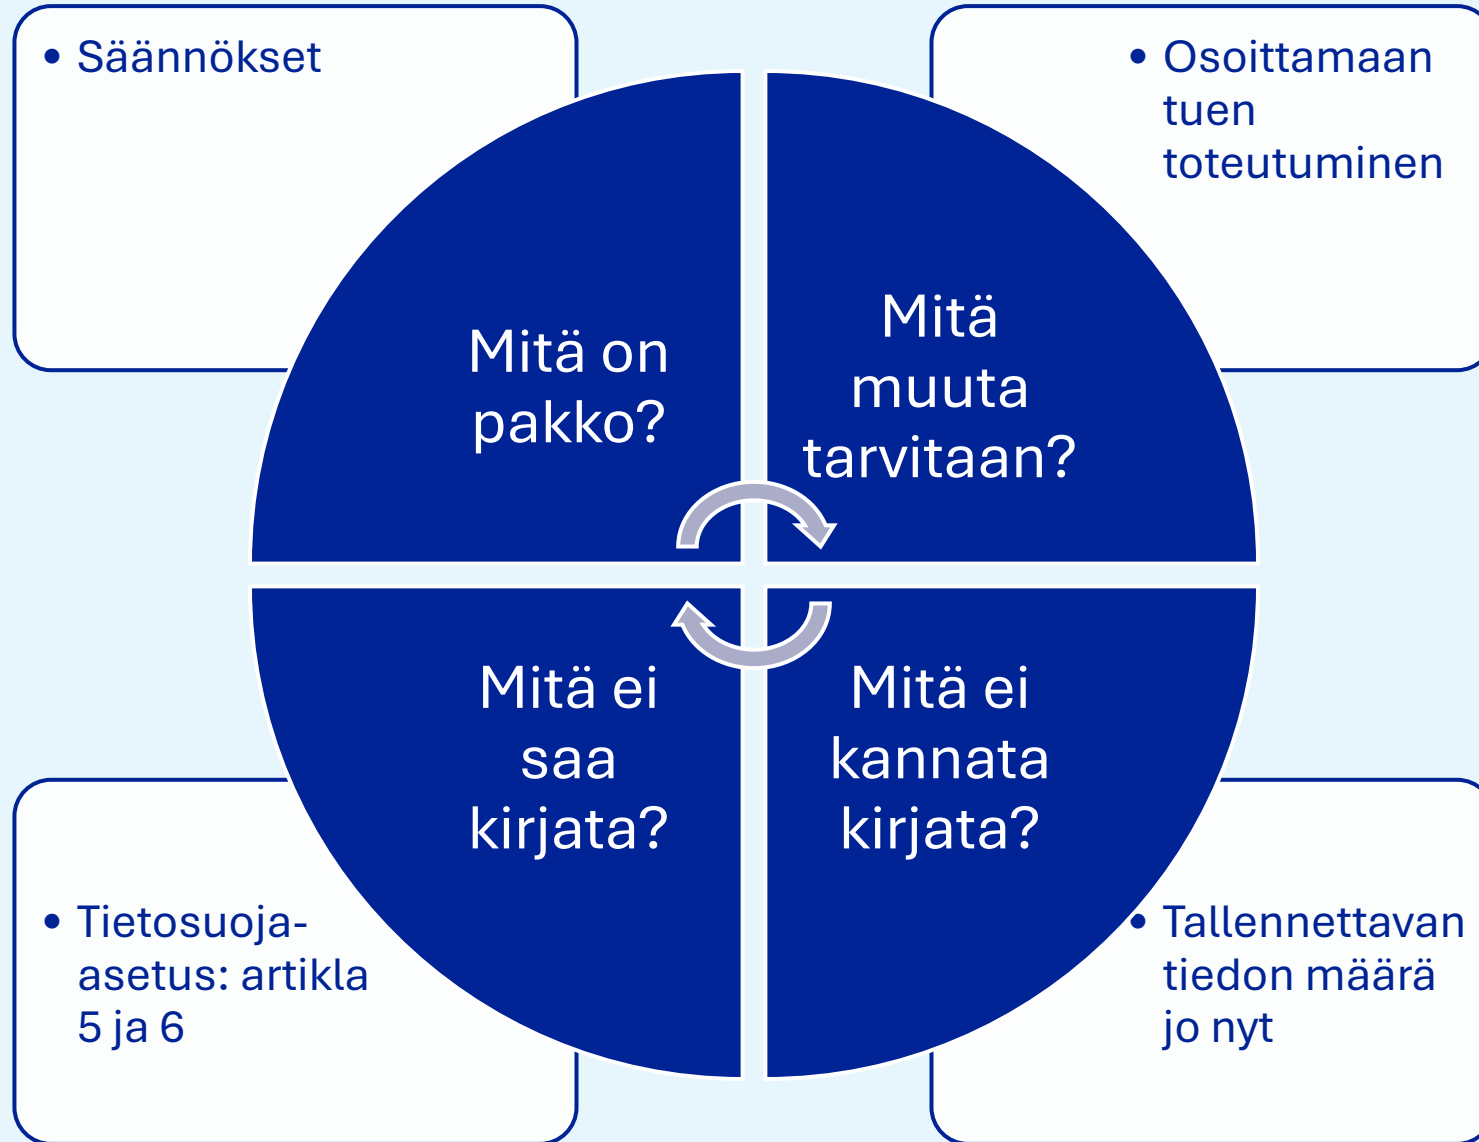 • Säännökset
• Osoittamaan
tuen
toteutuminen
Mitä on
pakko?
Mitä
muuta
tarvitaan?
Mitä ei
saa
kirjata?
Mitä ei
kannata
kirjata?
• Tietosuoja-
asetus: artikla
5 ja 6
• Tallennettavan
tiedon määrä
jo nyt